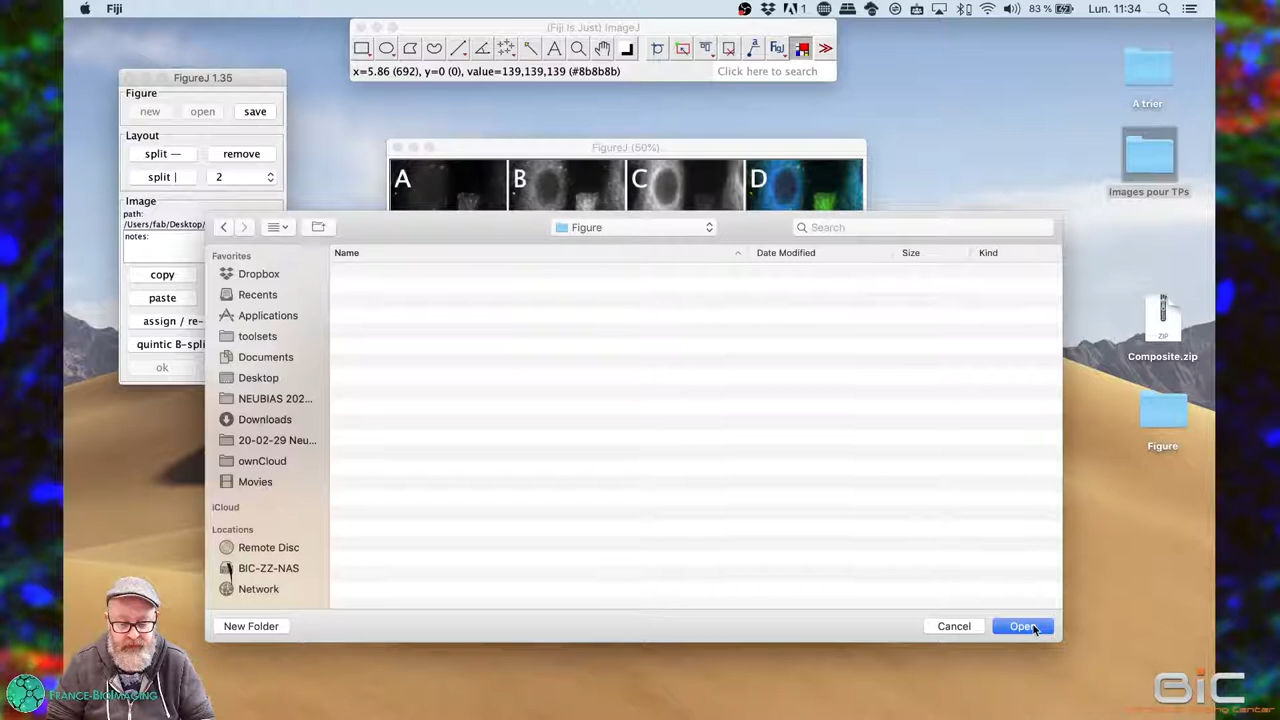 Fiji
1
83 %
Lun. 11:34
(Fiji Is Just) ImageJ
x=5.86 (692), y=0 (0), value=139,139,139 (#8b8b8b)
Click here to search
FigureJ 1.35
Figure
new
open
save
Layout
split —
remove
split |
2
Image
path:
/Users/fab/Desktop/
notes:
copy
paste
assign / re-
quintic B-spli
ok
FigureJ (50%)
A
B
C
D
Figure
Search
Favorites
Dropbox
Recents
Applications
toolsets
Documents
Desktop
NEUBIAS 202...
Downloads
20-02-29 Neu...
ownCloud
Movies
iCloud
Locations
Remote Disc
BIC-ZZ-NAS
Network
Name
Date Modified
Size
Kind
New Folder
Cancel
Open
A trier
Images pour TPs
ZIP
Composite.zip
Figure
France-BioImaging
BIC